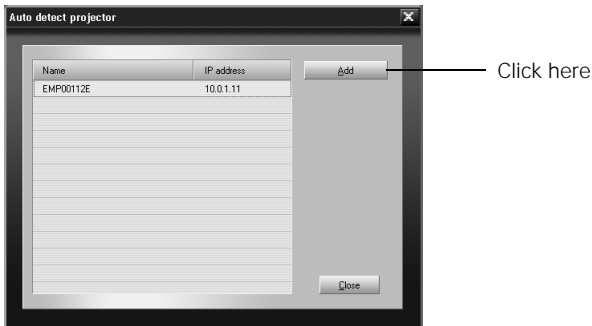 Auto detect projector
Name IP address Add Click here
EMP00112E 10.0.1.11
Close